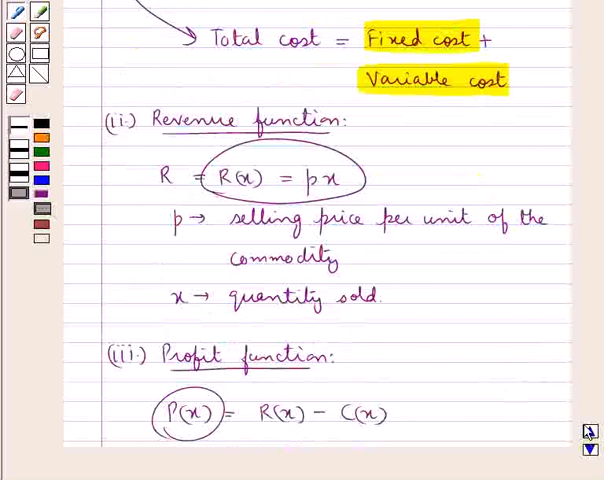 Total cost = Fixed cost +
Variable cost
(ii.) Revenue function:
R = R(x) = px
p → selling price per unit of the
commodity
x → quantity sold.
(iii.) Profit function:
P(x) = R(x) - C(x)